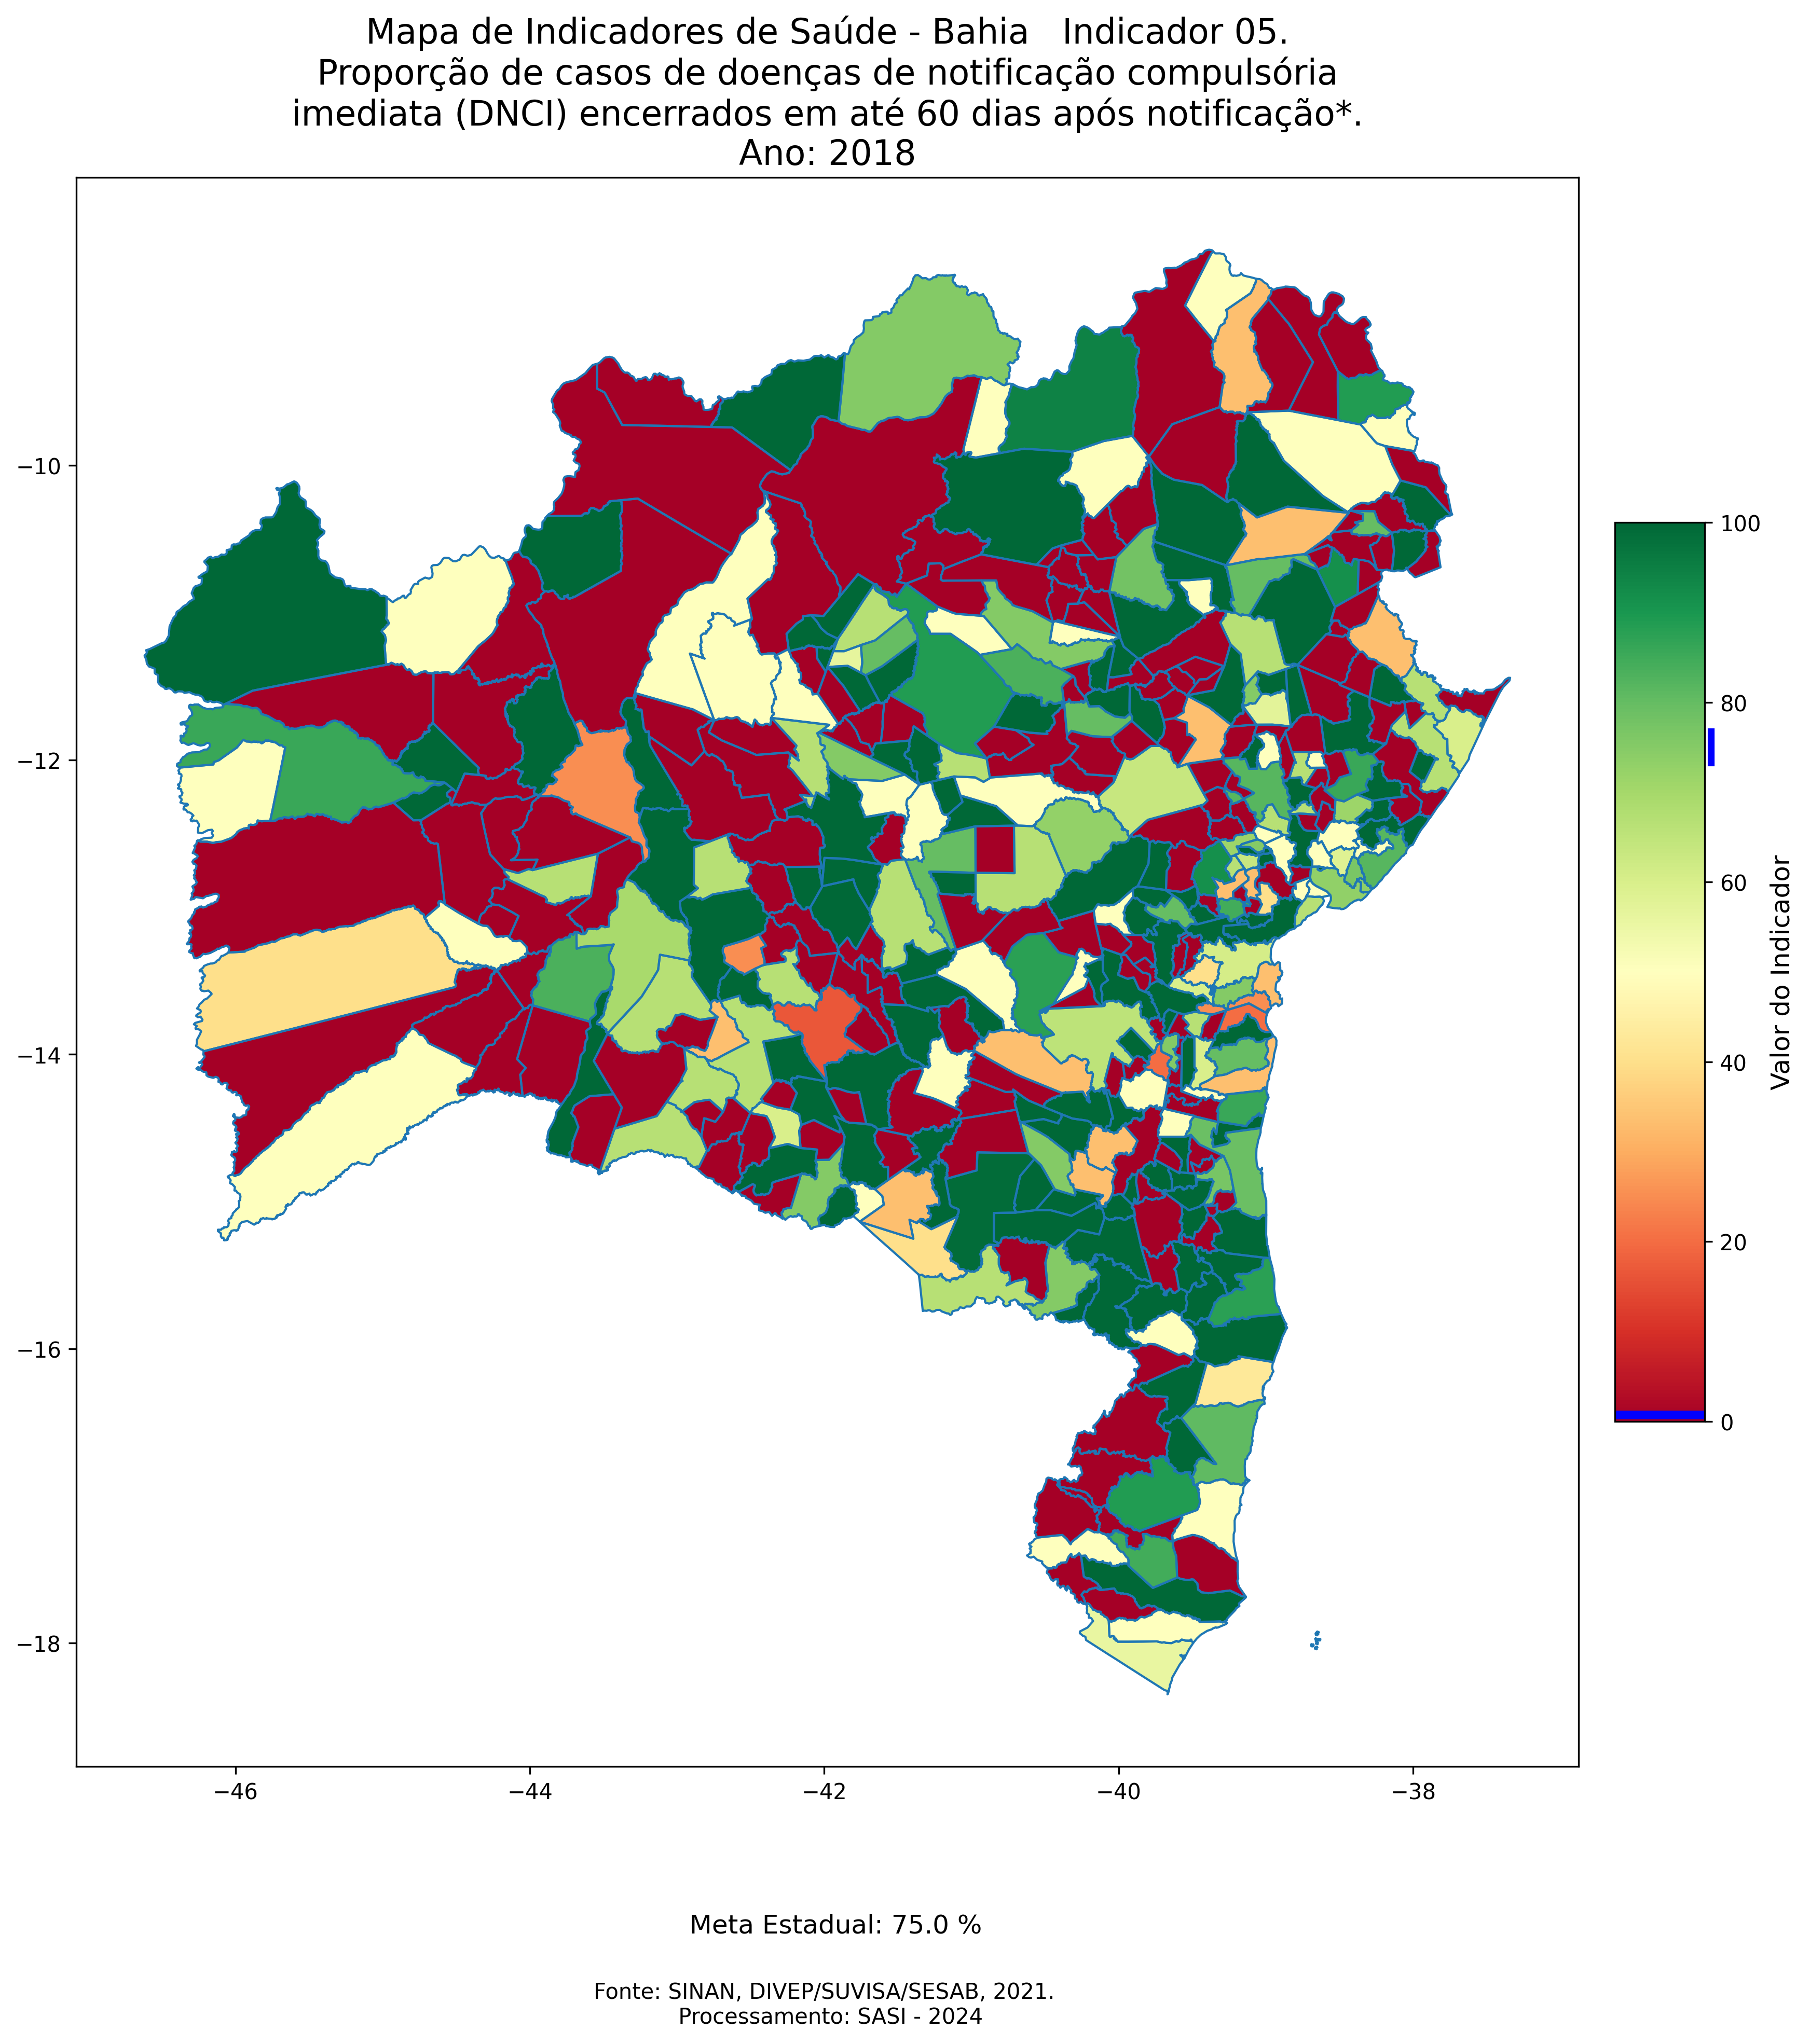 Mapa de Indicadores de Saúde - Bahia   Indicador 05.
Proporção de casos de doenças de notificação compulsória
imediata (DNCI) encerrados em até 60 dias após notificação*.
Ano: 2018
−10
−12
−14
−16
−18
−46
−44
−42
−40
−38
100
80
60
40
20
0
Valor do Indicador
Meta Estadual: 75.0 %
Fonte: SINAN, DIVEP/SUVISA/SESAB, 2021.
Processamento: SASI - 2024